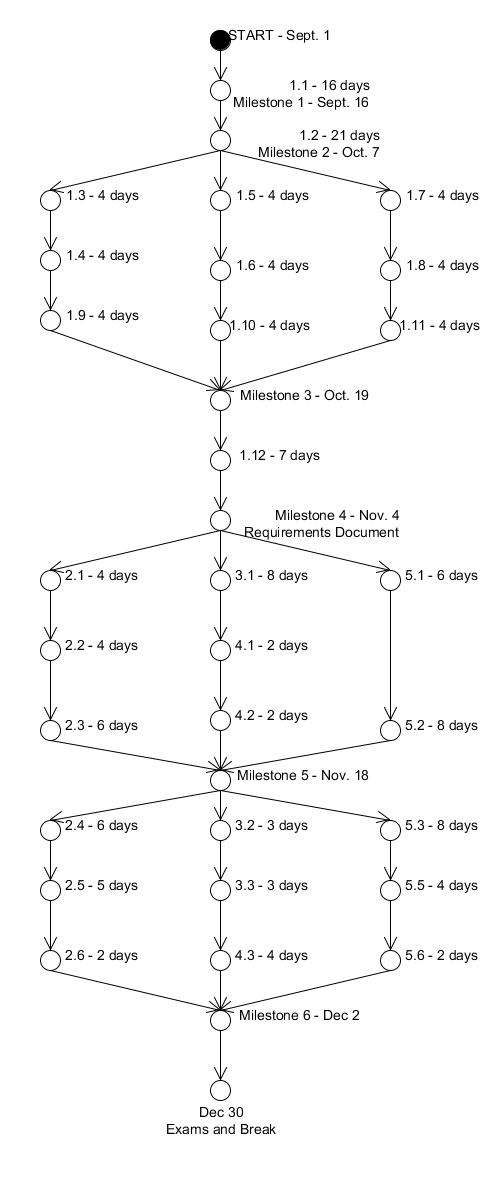 START - Sept. 1
1.1 - 16 days
Milestone 1 - Sept. 16
1.2 - 21 days
Milestone 2 - Oct. 7
1.3 - 4 days
1.5 - 4 days
1.7 - 4 days
1.4 - 4 days
1.6 - 4 days
1.8 - 4 days
1.9 - 4 days
1.10 - 4 days
1.11 - 4 days
Milestone 3 - Oct. 19
1.12 - 7 days
Milestone 4 - Nov. 4
Requirements Document
2.1 - 4 days
3.1 - 8 days
5.1 - 6 days
2.2 - 4 days
4.1 - 2 days
2.3 - 6 days
4.2 - 2 days
5.2 - 8 days
Milestone 5 - Nov. 18
2.4 - 6 days
3.2 - 3 days
5.3 - 8 days
2.5 - 5 days
3.3 - 3 days
5.5 - 4 days
2.6 - 2 days
4.3 - 4 days
5.6 - 2 days
Milestone 6 - Dec 2
Dec 30
Exams and Break